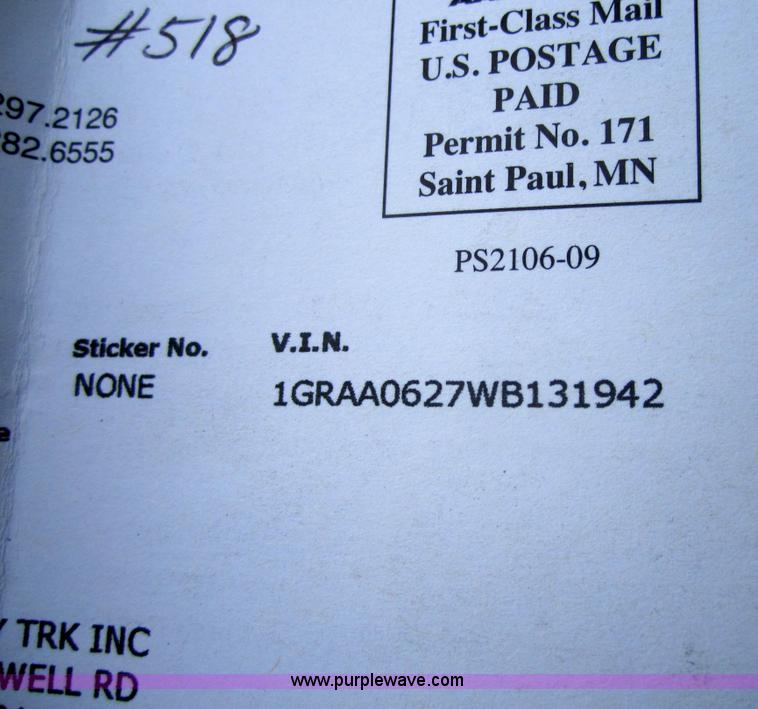 #518
297.2126
82.6555
First-Class Mail
U.S. POSTAGE
PAID
Permit No. 171
Saint Paul, MN
PS2106-09
Sticker No. V.I.N.
NONE 1GRAA0627WB131942
e
Y TRK INC
WELL RD
www.purplewave.com